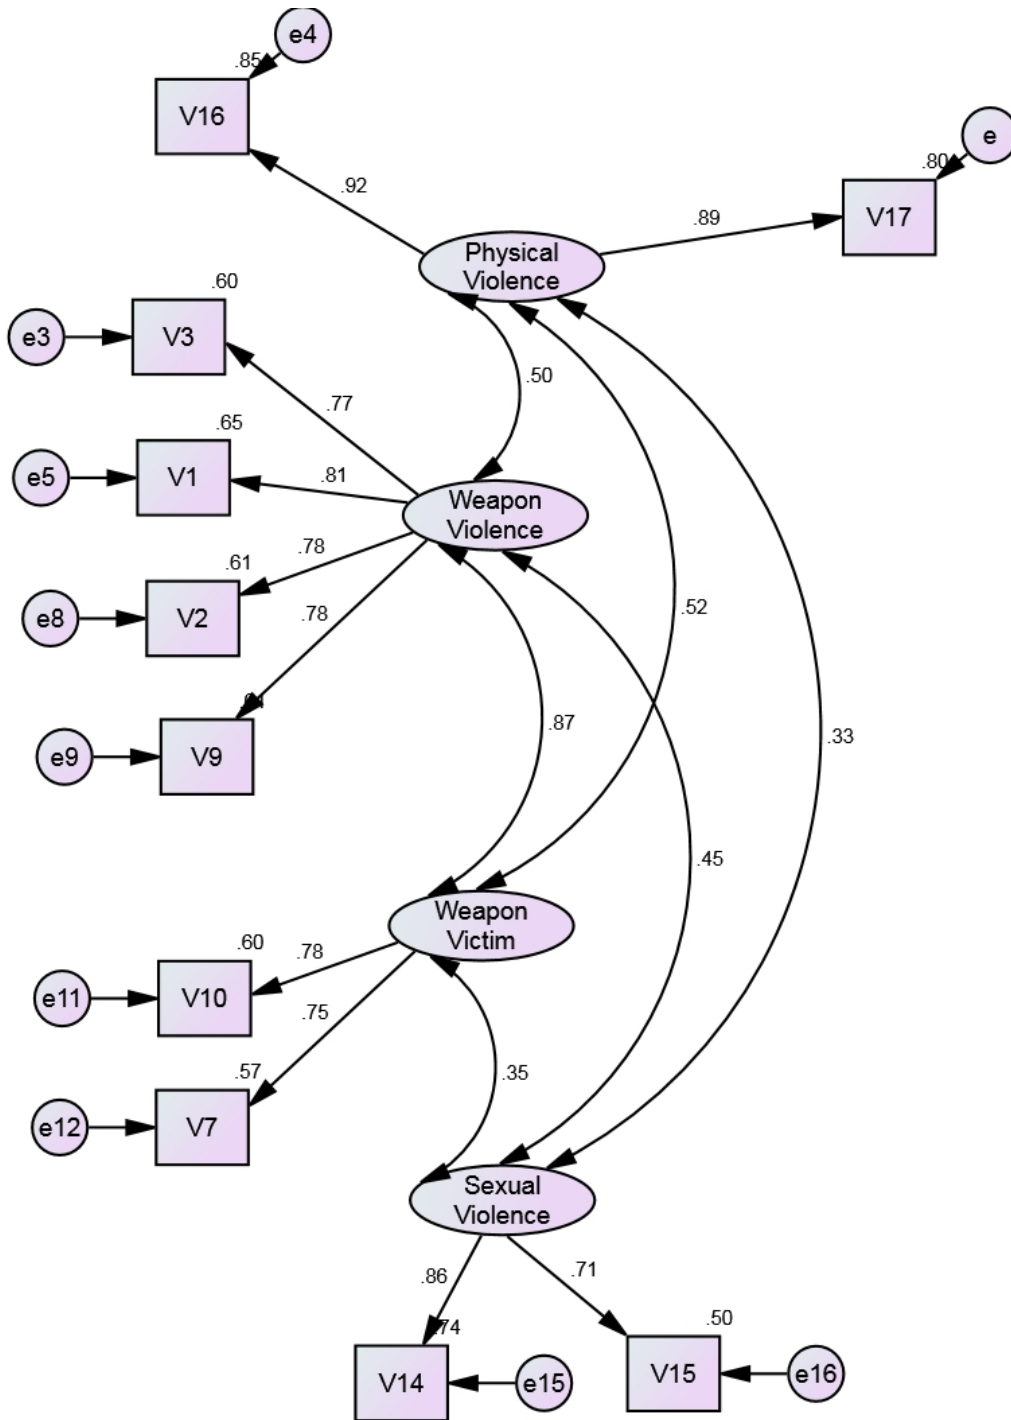 e4
.85
V16
e
.80
V17
.92
.89
Physical
Violence
.60
e3
V3
.50
.77
.65
e5
V1
.81
Weapon
Violence
.78
.61
e8
V2
.78
.52
e9
V9
.87
.33
.45
Weapon
Victim
.60
.78
e11
V10
.75
.57
.35
e12
V7
Sexual
Violence
.86
.71
.74
.50
V14
e15
V15
e16